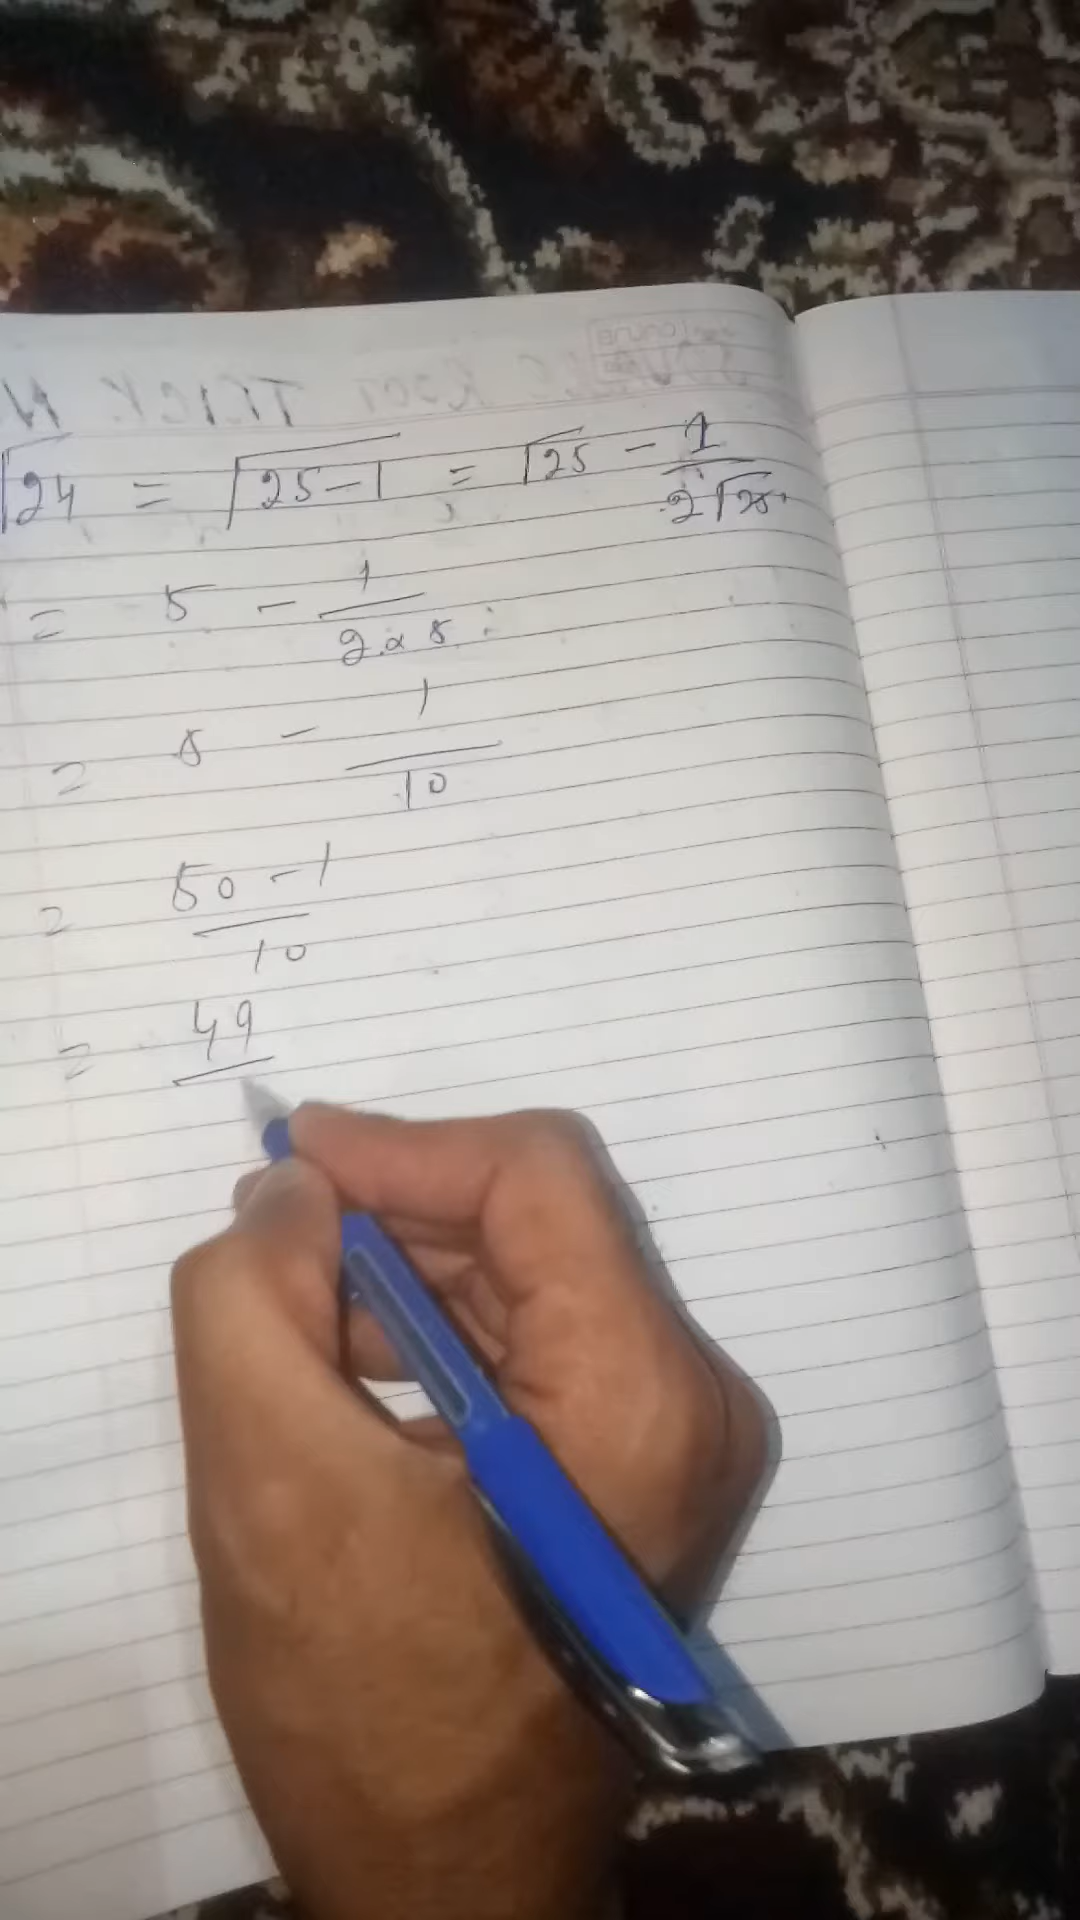 √24 = √25-1 = √25 - 1/2√25
= 5 - 1/2×5
= 5 - 1/10
= 50-1/10
= 49/